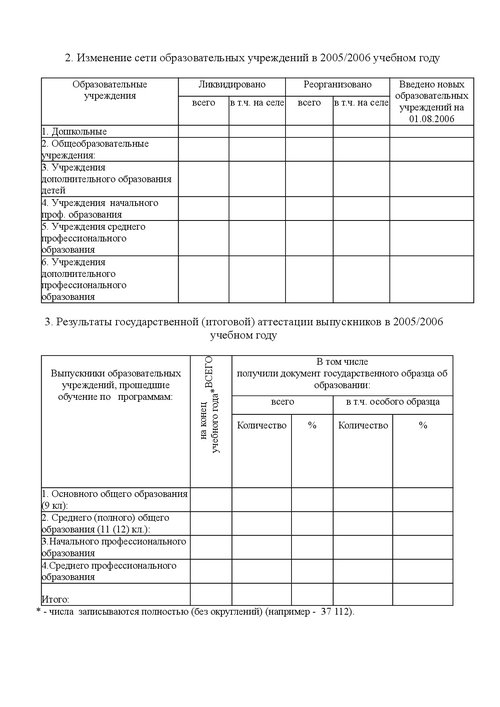 2. Изменение сети образовательных учреждений в 2005/2006 учебном году
Образовательные
учреждения
Ликвидировано
Реорганизовано
Введено новых
образовательных
учреждений на
01.08.2006
всего
в т.ч. на селе
всего
в т.ч. на селе
1. Дошкольные
2. Общеобразовательные
учреждения:
3. Учреждения
дополнительного образования
детей
4. Учреждения начального
проф. образования
5. Учреждения среднего
профессионального
образования
6. Учреждения
дополнительного
профессионального
образования
3. Результаты государственной (итоговой) аттестации выпускников в 2005/2006
учебном году
Выпускники образовательных
учреждений, прошедшие
обучение по программам:
ВСЕГО
на конец
учебного года*
В том числе
получили документ государственного образца об
образовании:
всего
в т.ч. особого образца
Количество
%
Количество
%
1. Основного общего образования
(9 кл):
2. Среднего (полного) общего
образования (11 (12) кл.):
3.Начального профессионального
образования
4.Среднего профессионального
образования
Итого:
* - числа записываются полностью (без округлений) (например - 37 112).